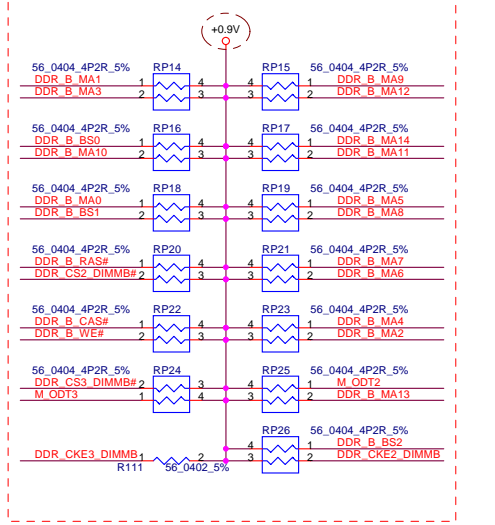 +0.9V
56_0404_4P2R_5% RP14 RP15 56_0404_4P2R_5%
DDR_B_MA1 1 4 4 1 DDR_B_MA9
DDR_B_MA3 2 3 3 2 DDR_B_MA12
56_0404_4P2R_5% RP16 RP17 56_0404_4P2R_5%
DDR_B_BS0 1 4 4 1 DDR_B_MA14
DDR_B_MA10 2 3 3 2 DDR_B_MA11
56_0404_4P2R_5% RP18 RP19 56_0404_4P2R_5%
DDR_B_MA0 1 4 4 1 DDR_B_MA5
DDR_B_BS1 2 3 3 2 DDR_B_MA8
56_0404_4P2R_5% RP20 RP21 56_0404_4P2R_5%
DDR_B_RAS# 1 4 4 1 DDR_B_MA7
DDR_CS2_DIMMB# 2 3 3 2 DDR_B_MA6
56_0404_4P2R_5% RP22 RP23 56_0404_4P2R_5%
DDR_B_CAS# 1 4 4 1 DDR_B_MA4
DDR_B_WE# 2 3 3 2 DDR_B_MA2
56_0404_4P2R_5% RP24 RP25 56_0404_4P2R_5%
DDR_CS3_DIMMB# 2 3 4 1 M_ODT2
M_ODT3 1 4 3 2 DDR_B_MA13
RP26 56_0404_4P2R_5%
4 1 DDR_B_BS2
DDR_CKE3_DIMMB 1 2 3 2 DDR_CKE2_DIMMB
R111 56_0402_5%